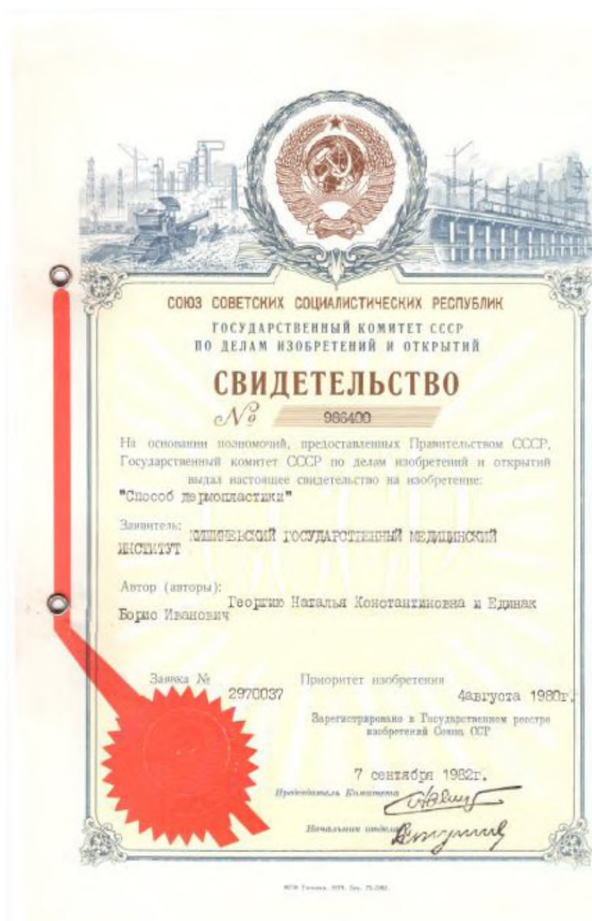 СОЮЗ СОВЕТСКИХ СОЦИАЛИСТИЧЕСКИХ РЕСПУБЛИК
ГОСУДАРСТВЕННЫЙ КОМИТЕТ СССР
ПО ДЕЛАМ ИЗОБРЕТЕНИЙ И ОТКРЫТИЙ
СВИДЕТЕЛЬСТВО
№ 986400
На основании полномочий, предоставленных Правительством СССР,
Государственный комитет СССР по делам изобретений и открытий
выдал настоящее свидетельство на изобретение:
"Способ дермопластики"
Заявитель: КИШИНЕВСКИЙ ГОСУДАРСТВЕННЫЙ МЕДИЦИНСКИЙ
ИНСТИТУТ
Автор (авторы):
Георгию Наталья Константиновна и Единак
Борис Иванович
Заявка № 2970037 Приоритет изобретения 4августа 1980г.
Зарегистрировано в Государственном реестре
изобретений Союза ССР
7 сентября 1982г.
Председатель Комитета
Начальник отдела